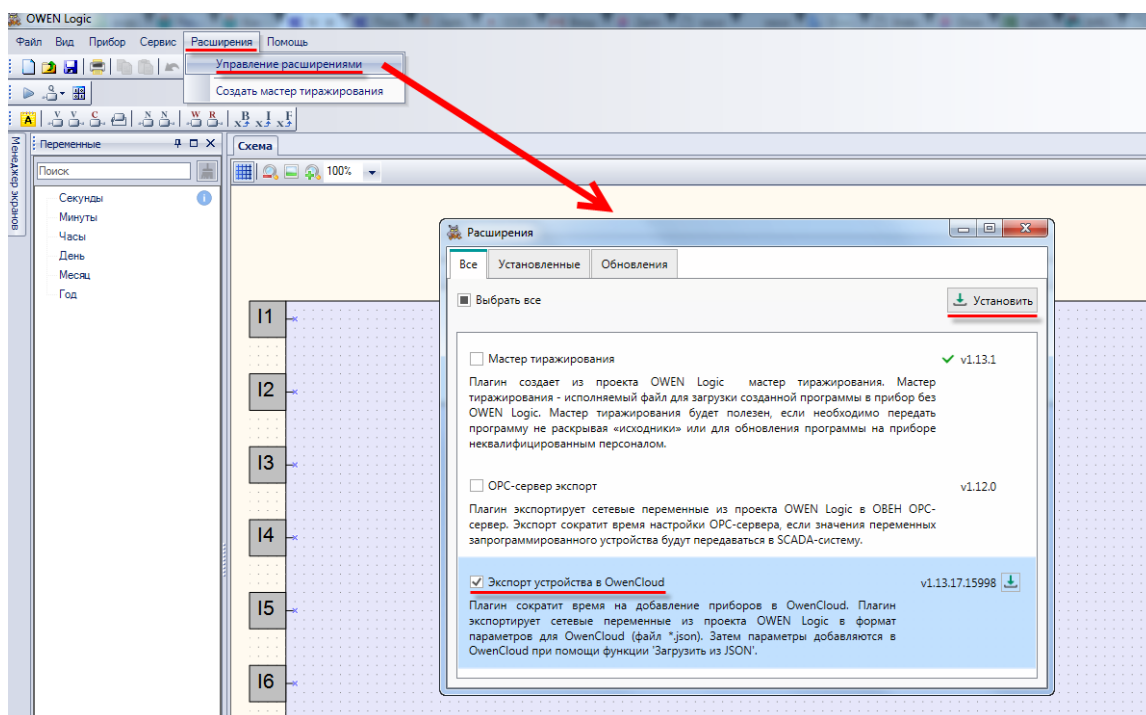 OWEN Logic
Файл Вид Прибор Сервис Расширения Помощь
Управление расширениями
Создать мастер тиражирования
Менеджер экранов
Переменные
Поиск
Секунды
Минуты
Часы
День
Месяц
Год
Схема
100%
I1
I2
I3
I4
I5
I6
Расширения
Все Установленные Обновления
Выбрать все
Установить
Мастер тиражирования v1.13.1
Плагин создает из проекта OWEN Logic мастер тиражирования. Мастер
тиражирования - исполняемый файл для загрузки созданной программы в прибор без
OWEN Logic. Мастер тиражирования будет полезен, если необходимо передать
программу не раскрывая «исходники» или для обновления программы на приборе
неквалифицированным персоналом.
OPC-сервер экспорт v1.12.0
Плагин экспортирует сетевые переменные из проекта OWEN Logic в ОВЕН OPC-
сервер. Экспорт сократит время настройки OPC-сервера, если значения переменных
запрограммированного устройства будут передаваться в SCADA-систему.
Экспорт устройства в OwenCloud v1.13.17.15998
Плагин сократит время на добавление приборов в OwenCloud. Плагин
экспортирует сетевые переменные из проекта OWEN Logic в формат
параметров для OwenCloud (файл *.json). Затем параметры добавляются в
OwenCloud при помощи функции 'Загрузить из JSON'.